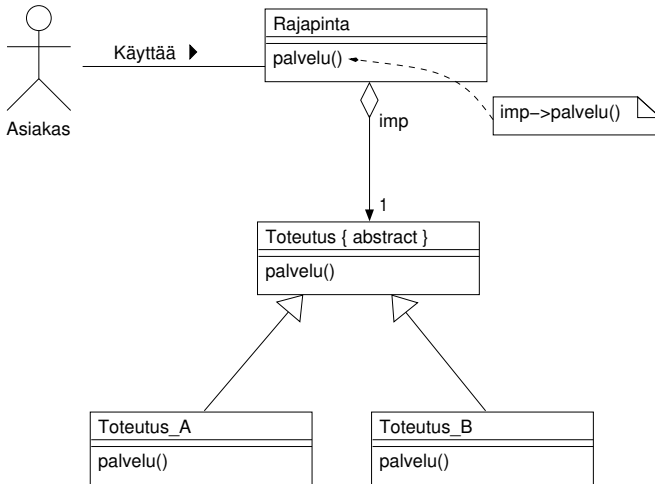 Rajapinta
Käyttää
palvelu()
imp->palvelu()
Asiakas
imp
1
Toteutus { abstract }
palvelu()
Toteutus_A
Toteutus_B
palvelu()
palvelu()